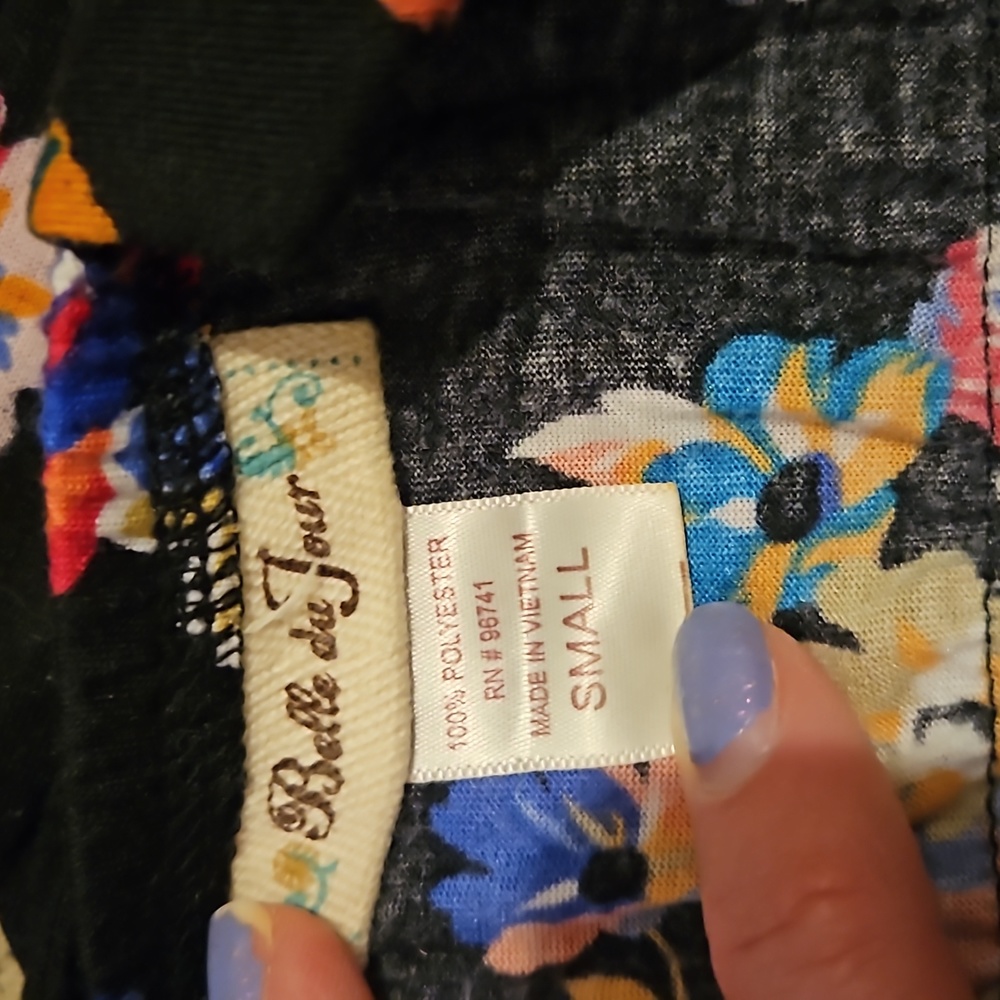 Belle du Jour
100% POLYESTER
RN # 96741
MADE IN VIETNAM
SMALL